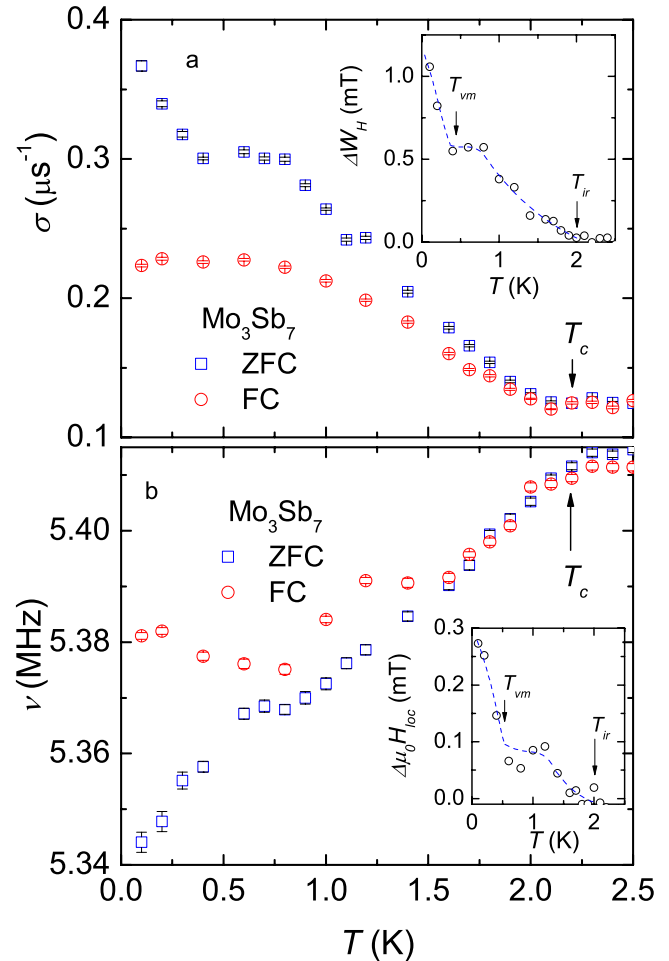 0.4
0.3
0.2
0.1
σ (μs⁻¹)
a
Mo₃Sb₇
ZFC
FC
T_c
1.0
0.5
0.0
ΔW_H (mT)
T_vm
T_ir
0 1 2
T (K)
b
5.40
5.38
5.36
5.34
ν (MHz)
Mo₃Sb₇
ZFC
FC
T_c
0.3
0.2
0.1
0.0
Δμ₀H_loc (mT)
T_vm
T_ir
0 1 2
T (K)
0.0 0.5 1.0 1.5 2.0 2.5
T (K)